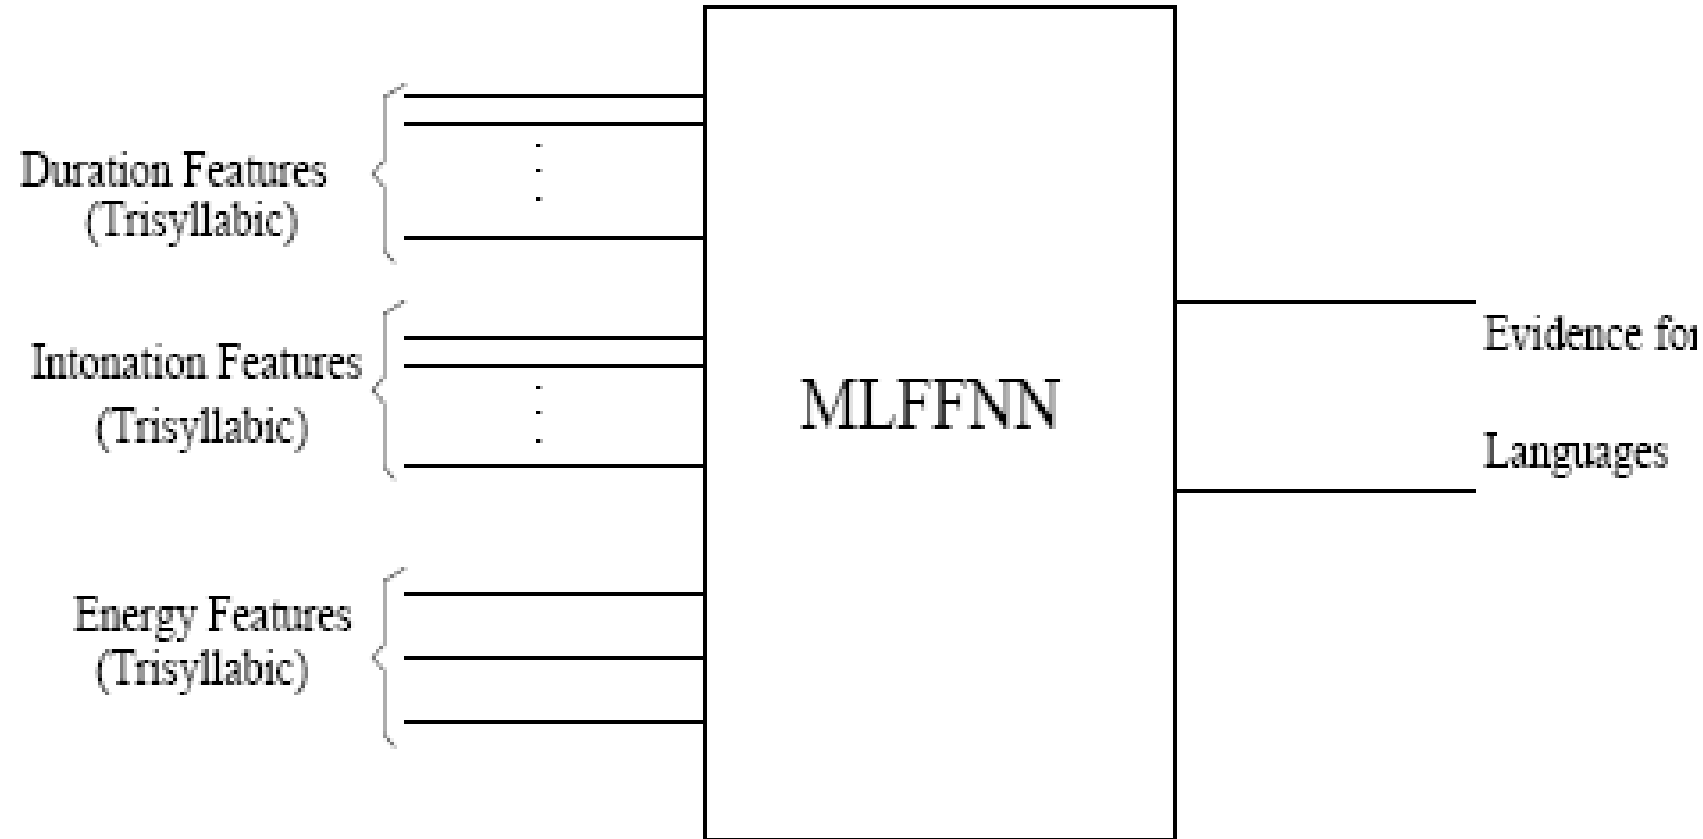 Duration Features
(Trisyllabic)
Intonation Features
(Trisyllabic)
Energy Features
(Trisyllabic)
MLFFNN
Evidence for
Languages